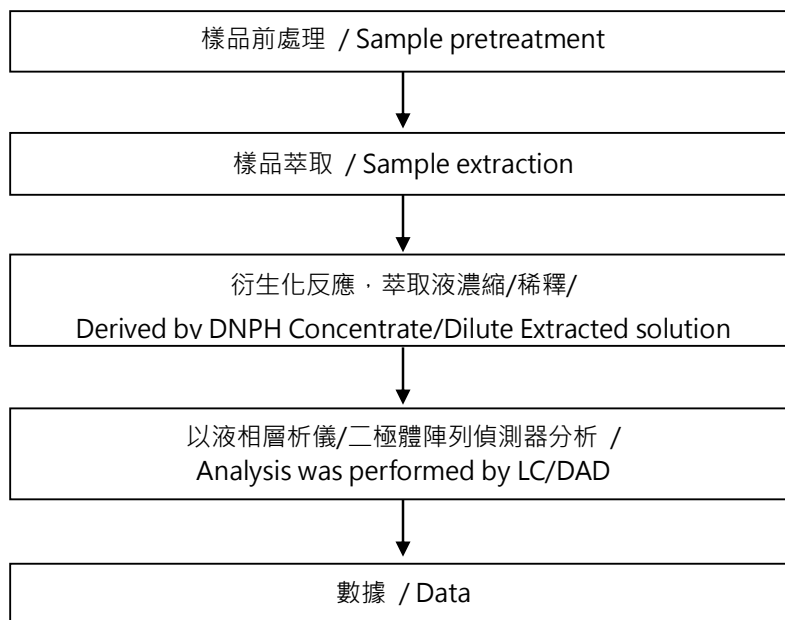 樣品前處理 / Sample pretreatment
樣品萃取 / Sample extraction
衍生化反應，萃取液濃縮/稀釋/
Derived by DNPH Concentrate/Dilute Extracted solution
以液相層析儀/二極體陣列偵測器分析 /
Analysis was performed by LC/DAD
數據 / Data